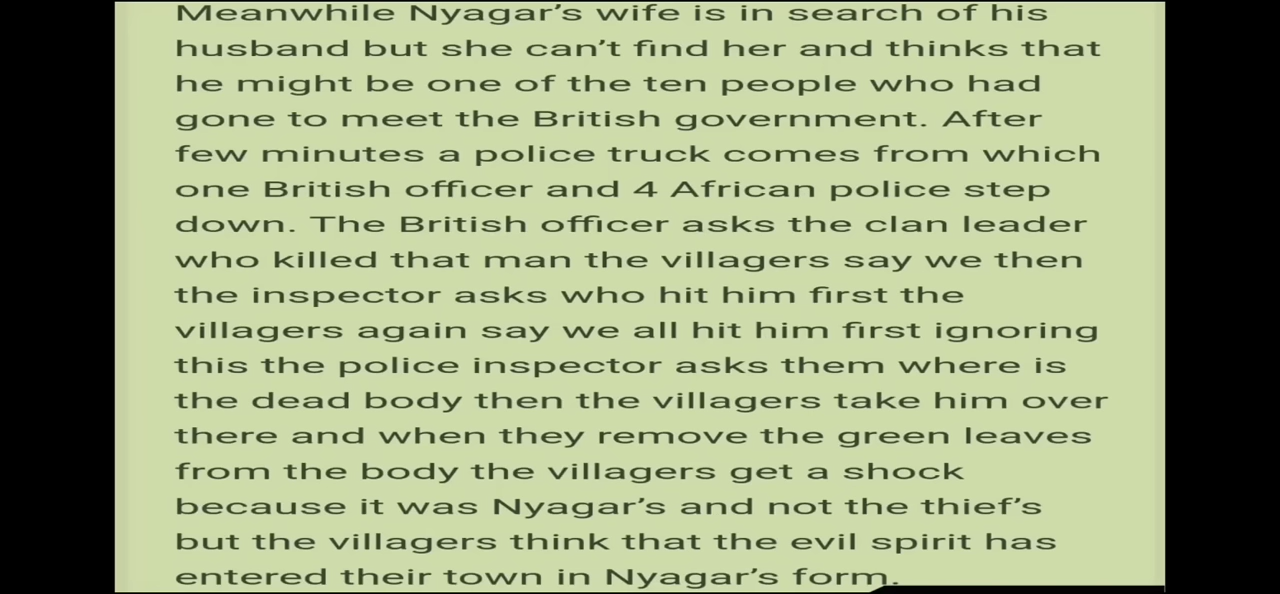 Meanwhile Nyagar's wife is in search of his
husband but she can't find her and thinks that
he might be one of the ten people who had
gone to meet the British government. After
few minutes a police truck comes from which
one British officer and 4 African police step
down. The British officer asks the clan leader
who killed that man the villagers say we then
the inspector asks who hit him first the
villagers again say we all hit him first ignoring
this the police inspector asks them where is
the dead body then the villagers take him over
there and when they remove the green leaves
from the body the villagers get a shock
because it was Nyagar's and not the thief's
but the villagers think that the evil spirit has
entered their town in Nyagar's form.